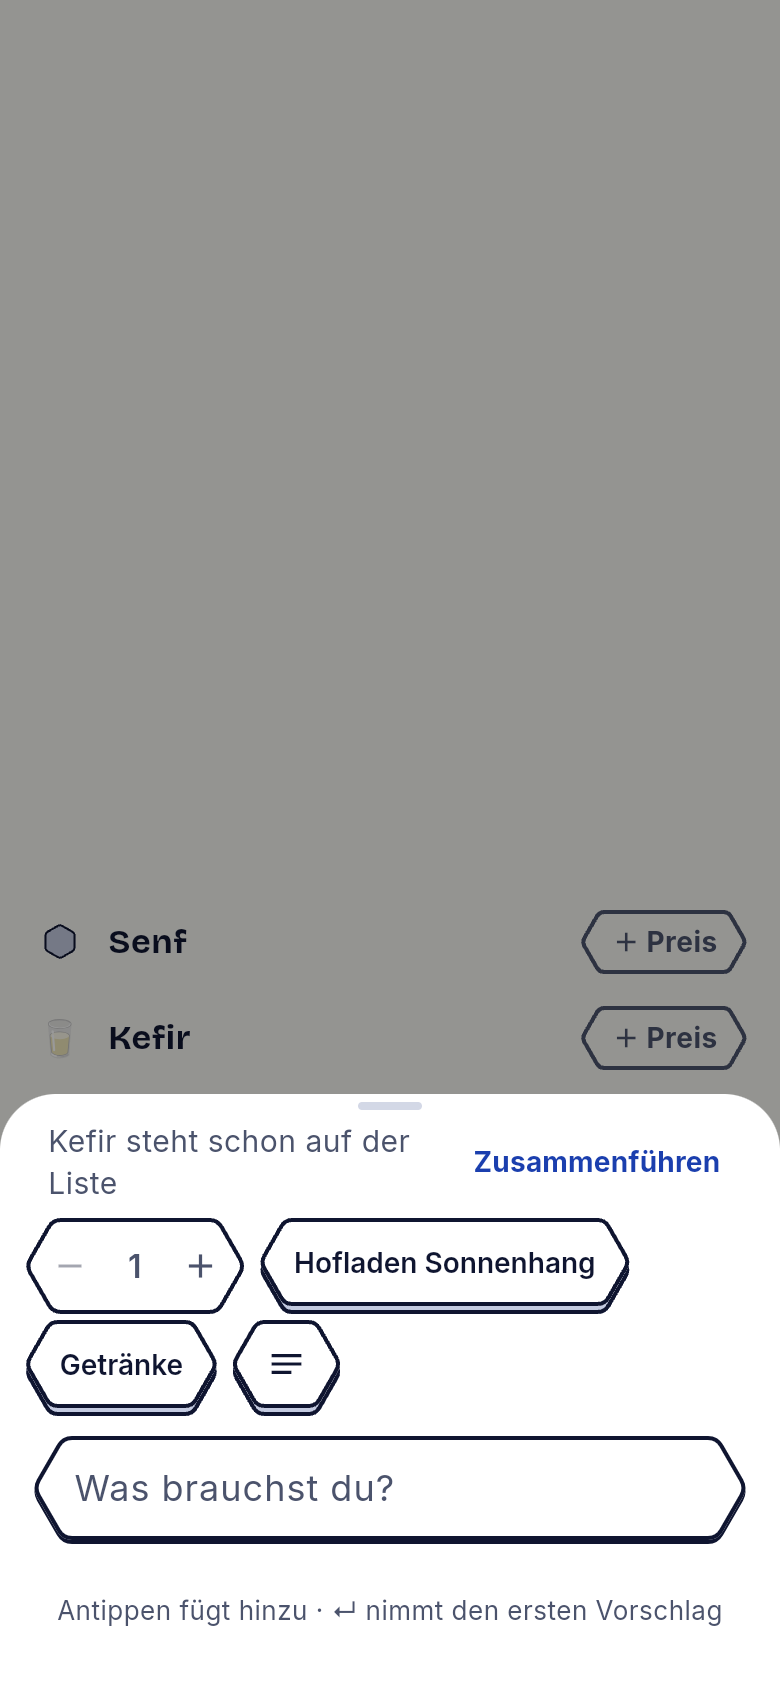 Senf
+ Preis
Kefir
+ Preis
Kefir steht schon auf der
Liste
Zusammenführen
− 1 +
Hofladen Sonnenhang
Getränke
Was brauchst du?
Antippen fügt hinzu · ↵ nimmt den ersten Vorschlag